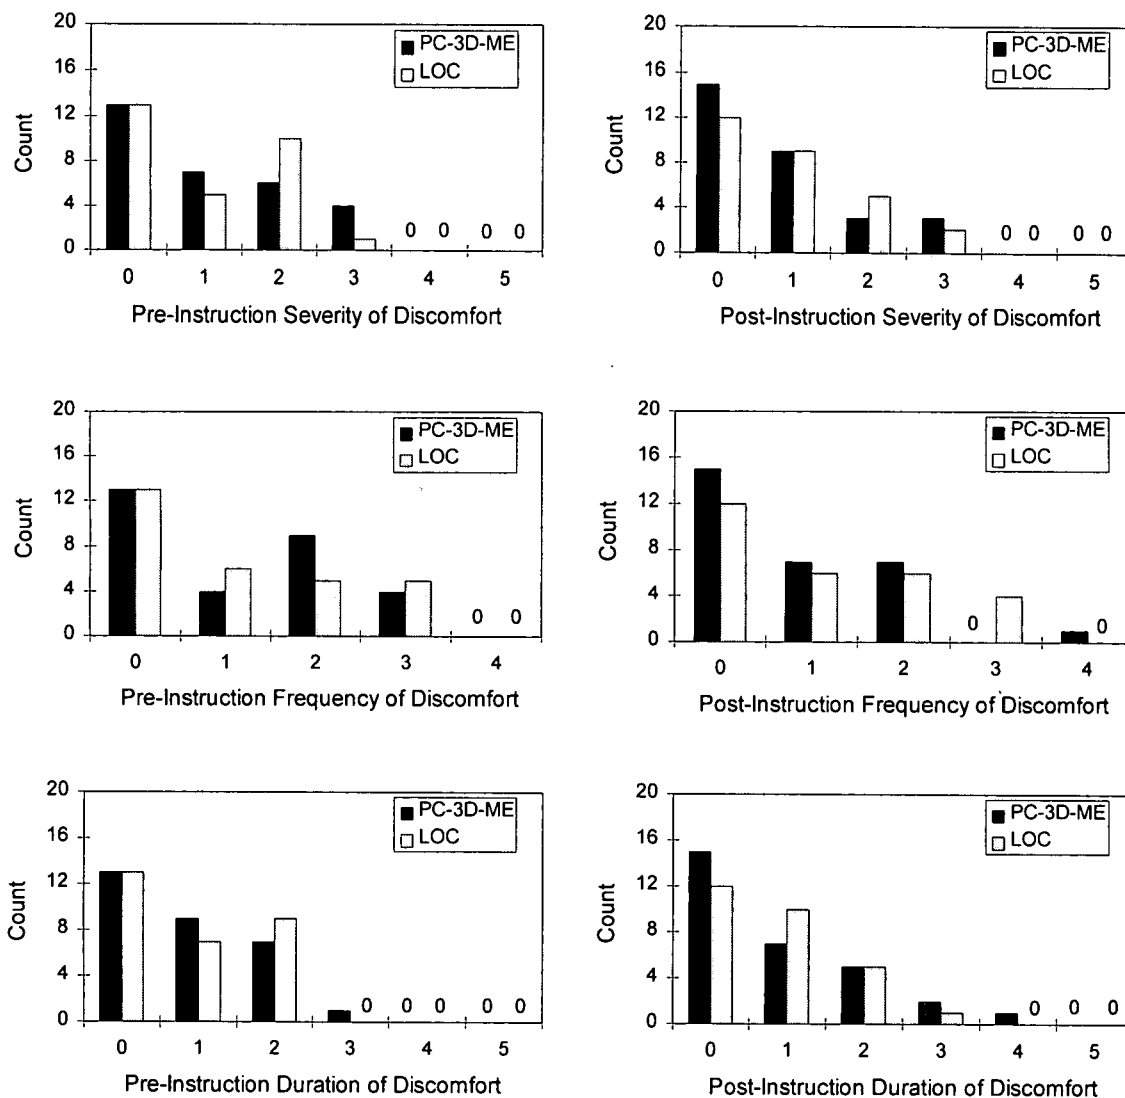 20
16
12
8
4
0
Count
PC-3D-ME
LOC
0 0 0 0
0 1 2 3 4 5
Pre-Instruction Severity of Discomfort
20
16
12
8
4
0
Count
PC-3D-ME
LOC
0 0 0 0
0 1 2 3 4 5
Post-Instruction Severity of Discomfort
20
16
12
8
4
0
Count
PC-3D-ME
LOC
0 0
0 1 2 3 4
Pre-Instruction Frequency of Discomfort
20
16
12
8
4
0
Count
PC-3D-ME
LOC
0 0
0 1 2 3 4
Post-Instruction Frequency of Discomfort
20
16
12
8
4
0
Count
PC-3D-ME
LOC
0 0 0 0 0
0 1 2 3 4 5
Pre-Instruction Duration of Discomfort
20
16
12
8
4
0
Count
PC-3D-ME
LOC
0 0 0
0 1 2 3 4 5
Post-Instruction Duration of Discomfort